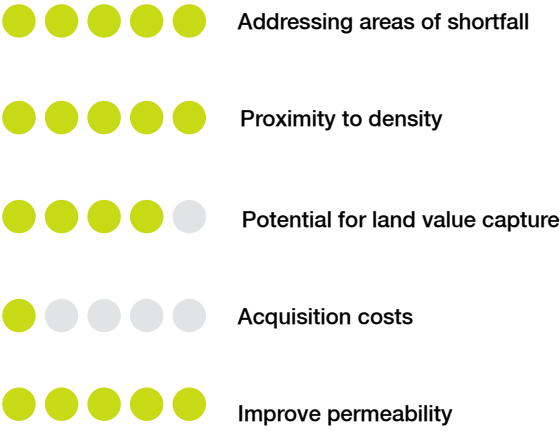 Addressing areas of shortfall
Proximity to density
Potential for land value capture
Acquisition costs
Improve permeability